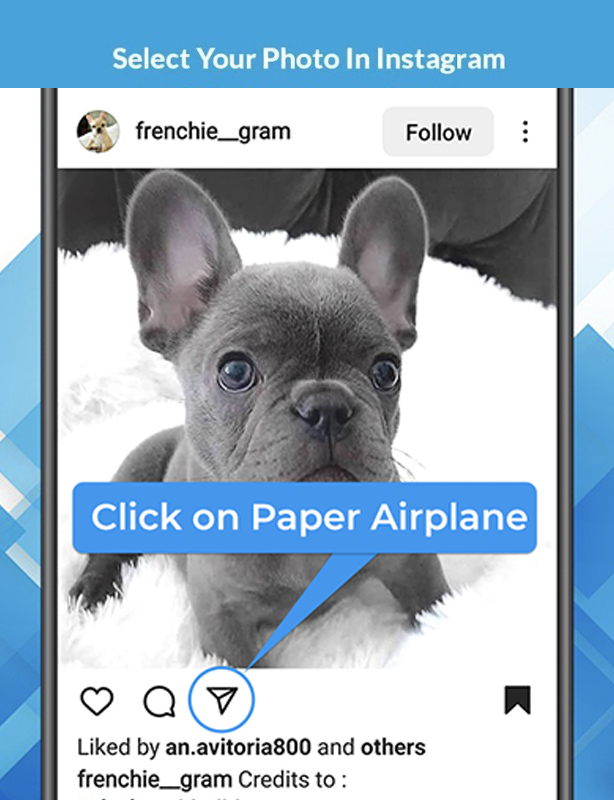 Select Your Photo In Instagram
frenchie__gram
Follow
Click on Paper Airplane
Liked by an.avitoria800 and others
frenchie__gram Credits to :